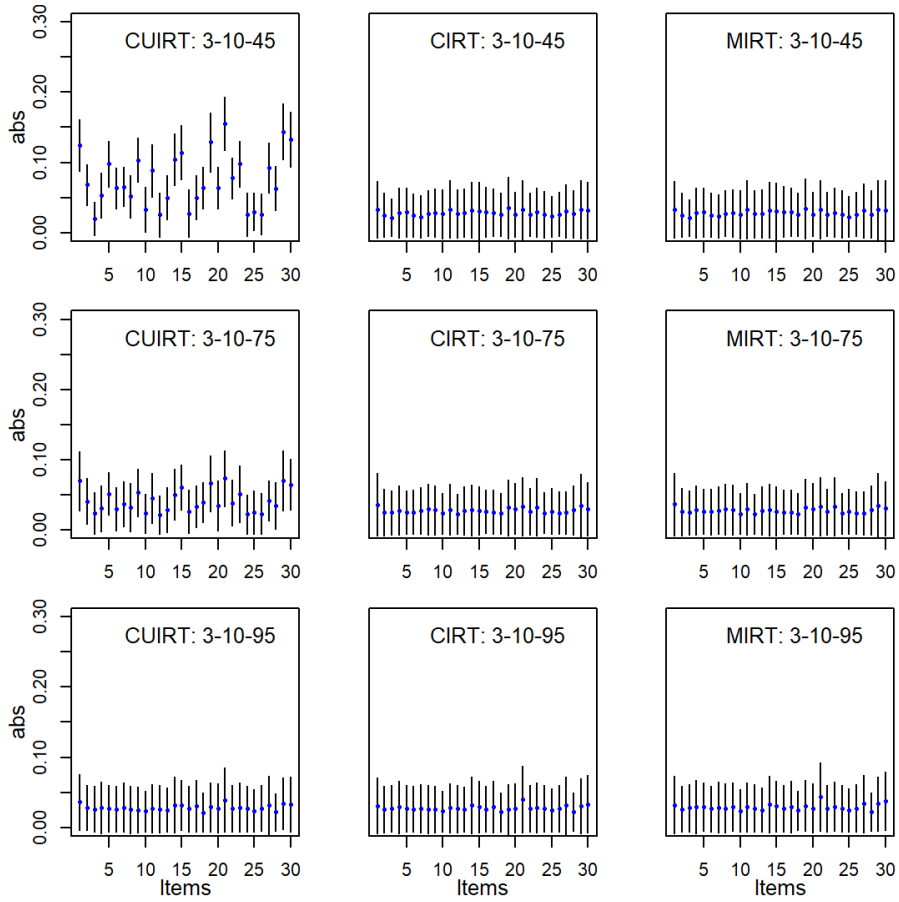 CUIRT: 3-10-45
CIRT: 3-10-45
MIRT: 3-10-45
abs
0.30
0.20
0.10
0.00
5 10 15 20 25 30
5 10 15 20 25 30
5 10 15 20 25 30
CUIRT: 3-10-75
CIRT: 3-10-75
MIRT: 3-10-75
abs
0.30
0.20
0.10
0.00
5 10 15 20 25 30
5 10 15 20 25 30
5 10 15 20 25 30
CUIRT: 3-10-95
CIRT: 3-10-95
MIRT: 3-10-95
abs
0.30
0.20
0.10
0.00
5 10 15 20 25 30
5 10 15 20 25 30
5 10 15 20 25 30
Items
Items
Items